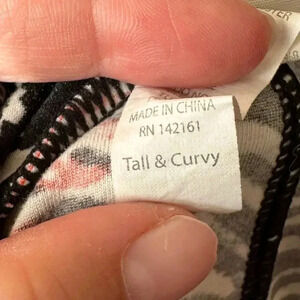 MADE IN CHINA
RN 142161
Tall & Curvy